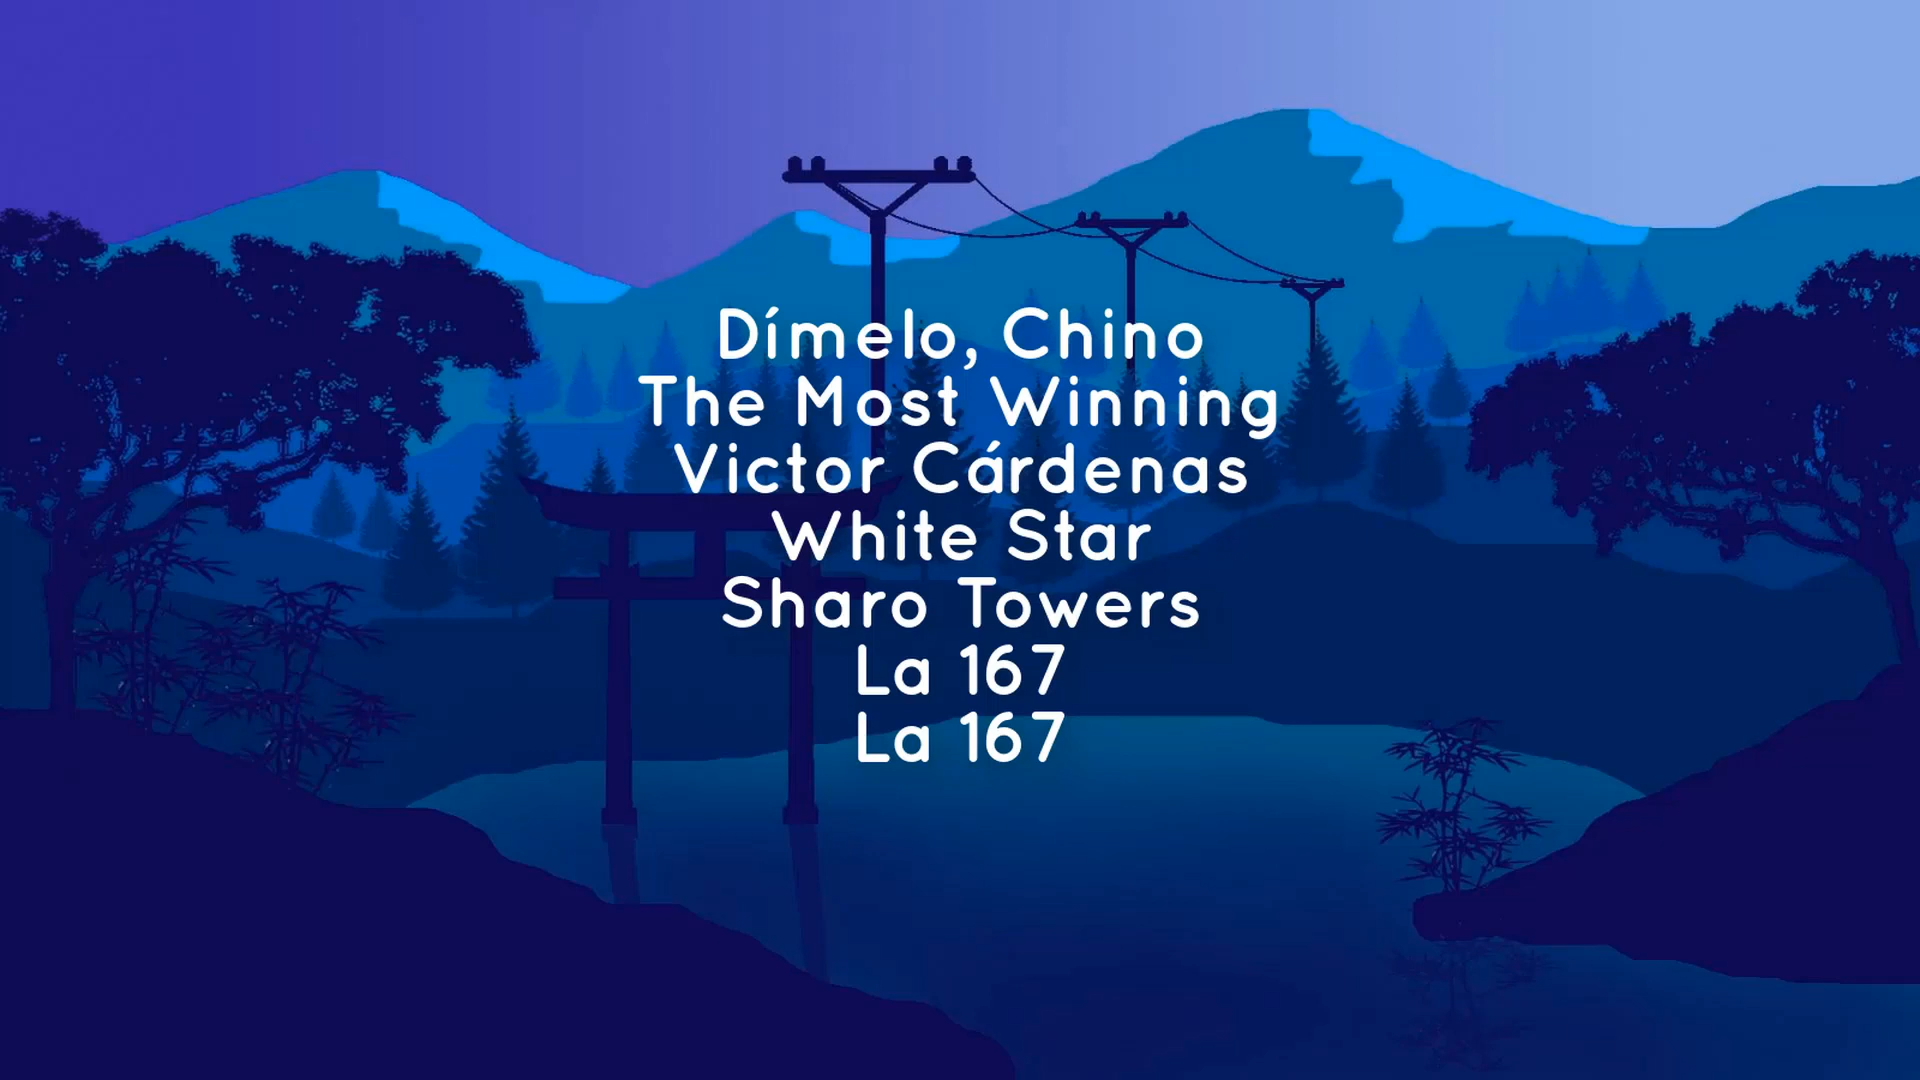 Dímelo, Chino
The Most Winning
Victor Cárdenas
White Star
Sharo Towers
La 167
La 167